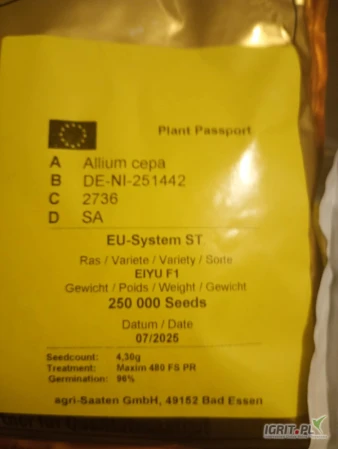 Plant Passport
A Allium cepa
B DE-NI-251442
C 2736
D SA
EU-System ST
Ras / Variete / Variety / Sorte
EIYU F1
Gewicht / Poids / Weight / Gewicht
250 000 Seeds
Datum / Date
07/2025
Seedcount: 4,30g
Treatment: Maxim 480 FS PR
Germination: 96%
agri-Saaten GmbH, 49152 Bad Essen
IGRIT.PL